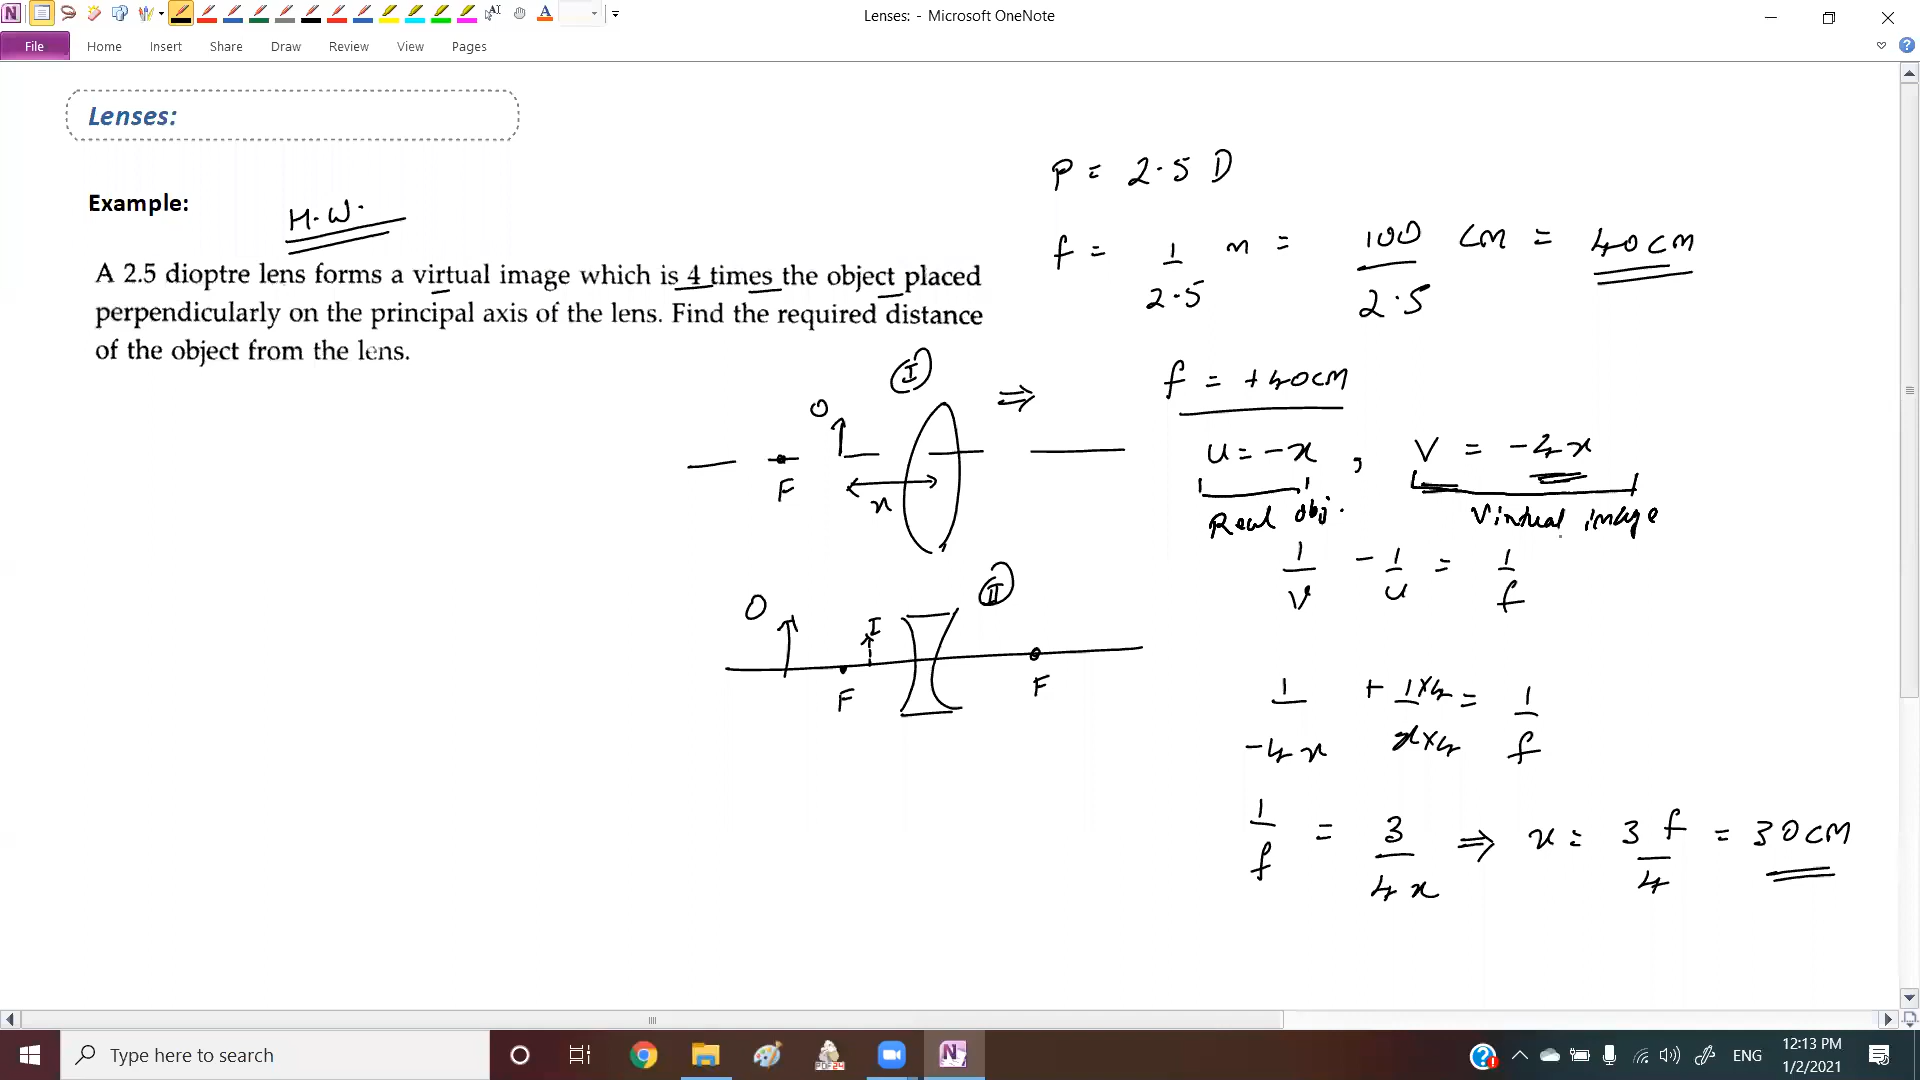 Lenses: - Microsoft OneNote
File Home Insert Share Draw Review View Pages
Lenses:
Example:
H.W.
A 2.5 dioptre lens forms a virtual image which is 4 times the object placed
perpendicularly on the principal axis of the lens. Find the required distance
of the object from the lens.
P = 2.5 D
f = 1/2.5 m = 100/2.5 cm = 40cm
I
O
F
x
⇒
f = +40cm
u = -x , v = -4x
Real obj. Virtual image
1/v - 1/u = 1/f
II
O
I
F
F
1/-4x + 1×4/x×4 = 1/f
1/f = 3/4x ⇒ x = 3f/4 = 30cm
Type here to search
PDF24
ENG
12:13 PM
1/2/2021